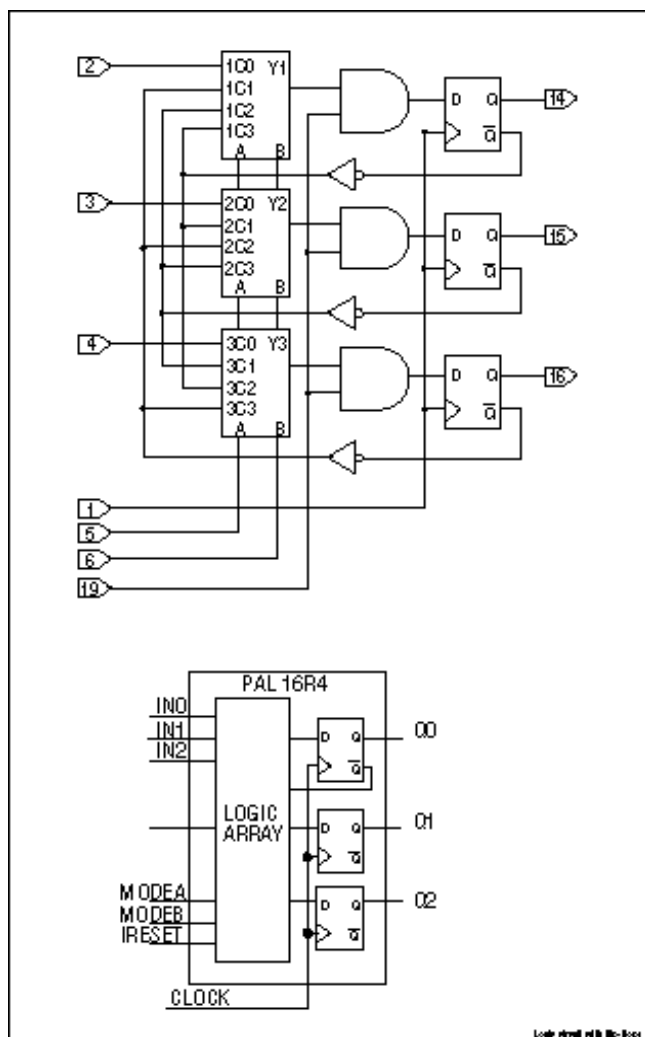 2 1C0 Y1
1C1
1C2
1C3
A B
D Q 14
Q
3 2C0 Y2
2C1
2C2
2C3
A B
D Q 15
Q
4 3C0 Y3
3C1
3C2
3C3
A B
D Q 16
Q
1
5
6
19
PAL 16R4
IN0
IN1
IN2
LOGIC
ARRAY
MODEA
MODEB
IRESET
CLOCK
D Q O0
Q
D Q O1
Q
D Q O2
Q